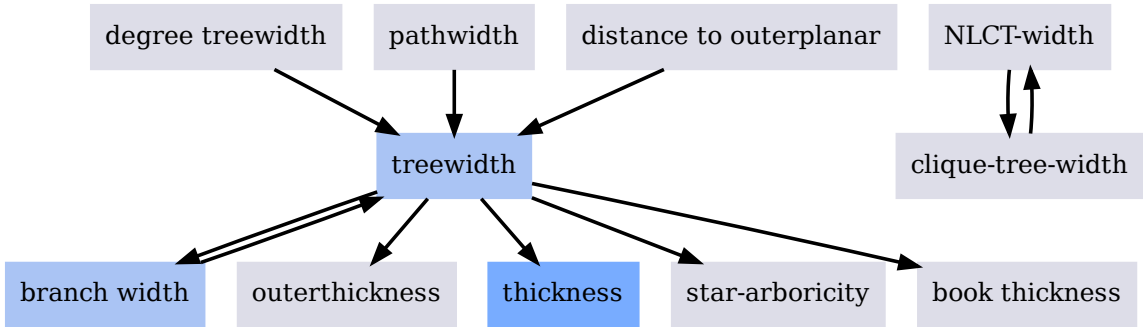 degree treewidth
pathwidth
distance to outerplanar
NLCT-width
treewidth
clique-tree-width
branch width
outerthickness
thickness
star-arboricity
book thickness